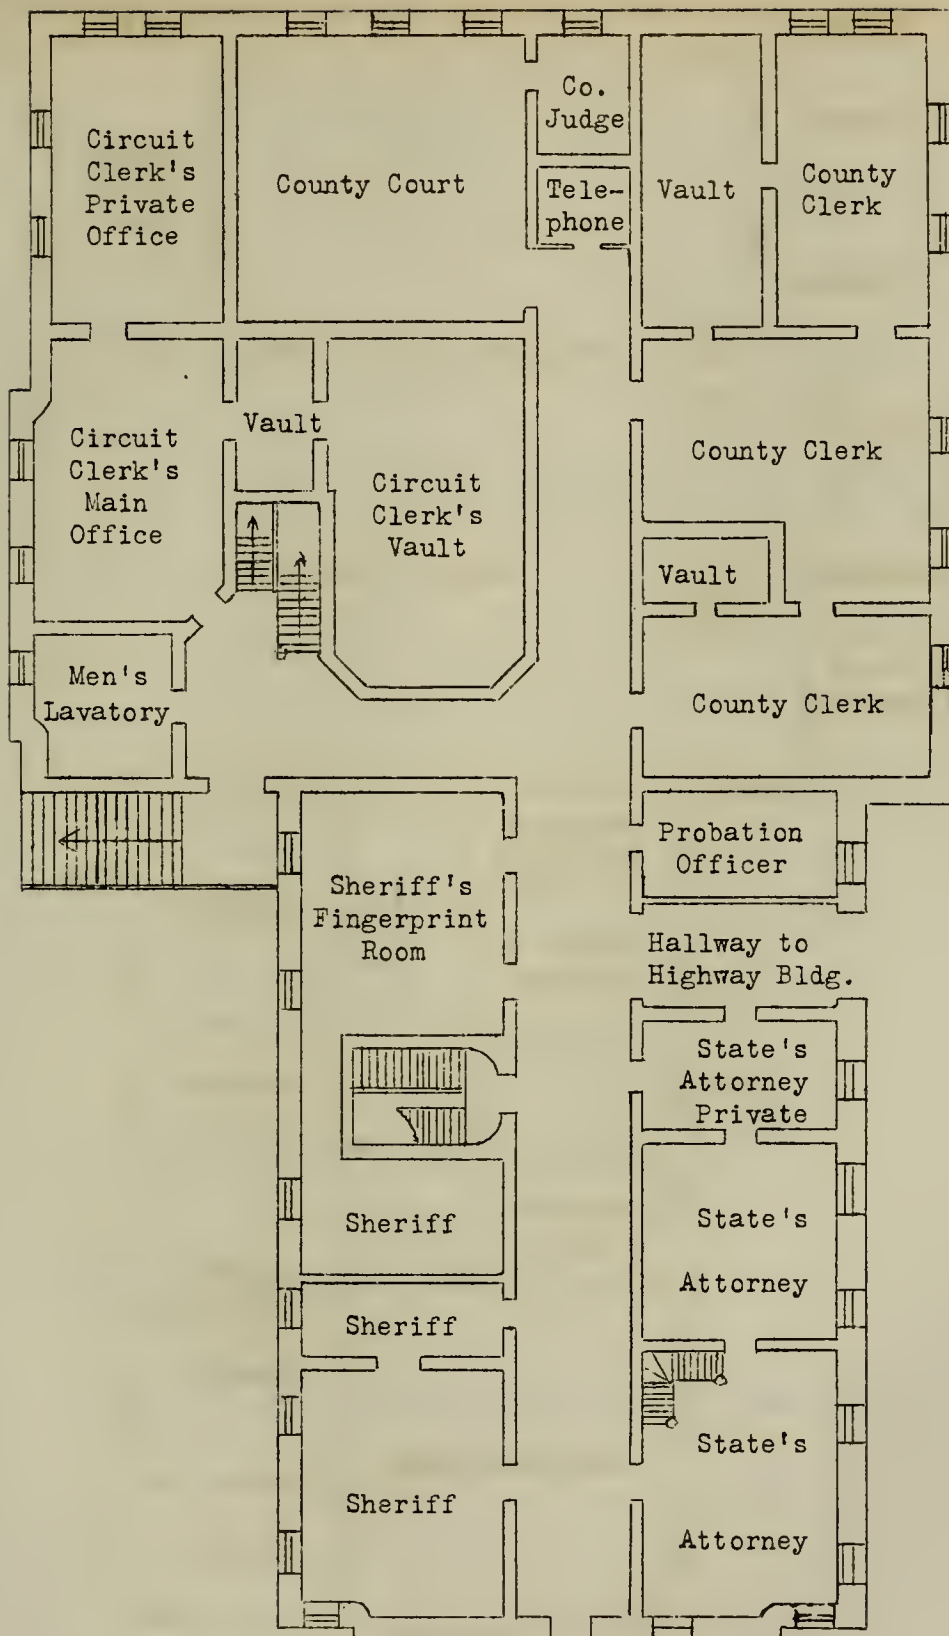 Circuit
Clerk's
Private
Office
County Court
Co.
Judge
Tele-
phone
Vault
County
Clerk
Circuit
Clerk's
Main
Office
Vault
Circuit
Clerk's
Vault
County Clerk
Vault
Men's
Lavatory
County Clerk
Probation
Officer
Sheriff's
Fingerprint
Room
Hallway to
Highway Bldg.
State's
Attorney
Private
Sheriff
State's
Attorney
Sheriff
State's
Attorney
Sheriff